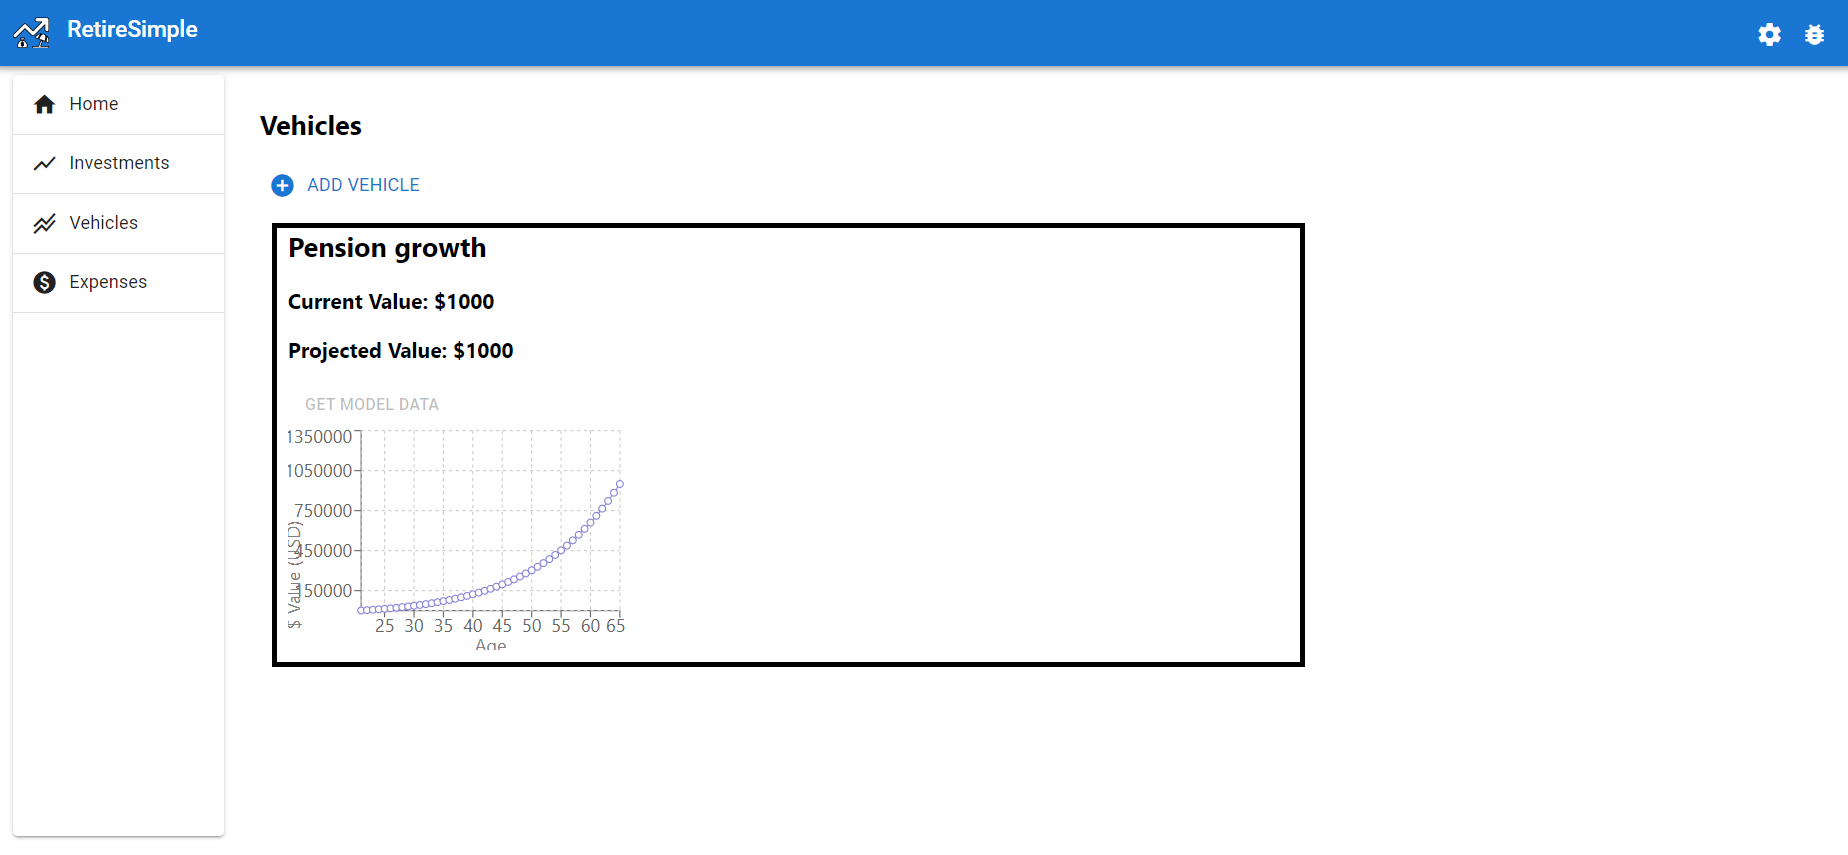 RetireSimple
Home
Investments
Vehicles
Expenses
Vehicles
ADD VEHICLE
Pension growth
Current Value: $1000
Projected Value: $1000
GET MODEL DATA
1350000
1050000
750000
450000
150000
$ Value (USD)
25 30 35 40 45 50 55 60 65
Age